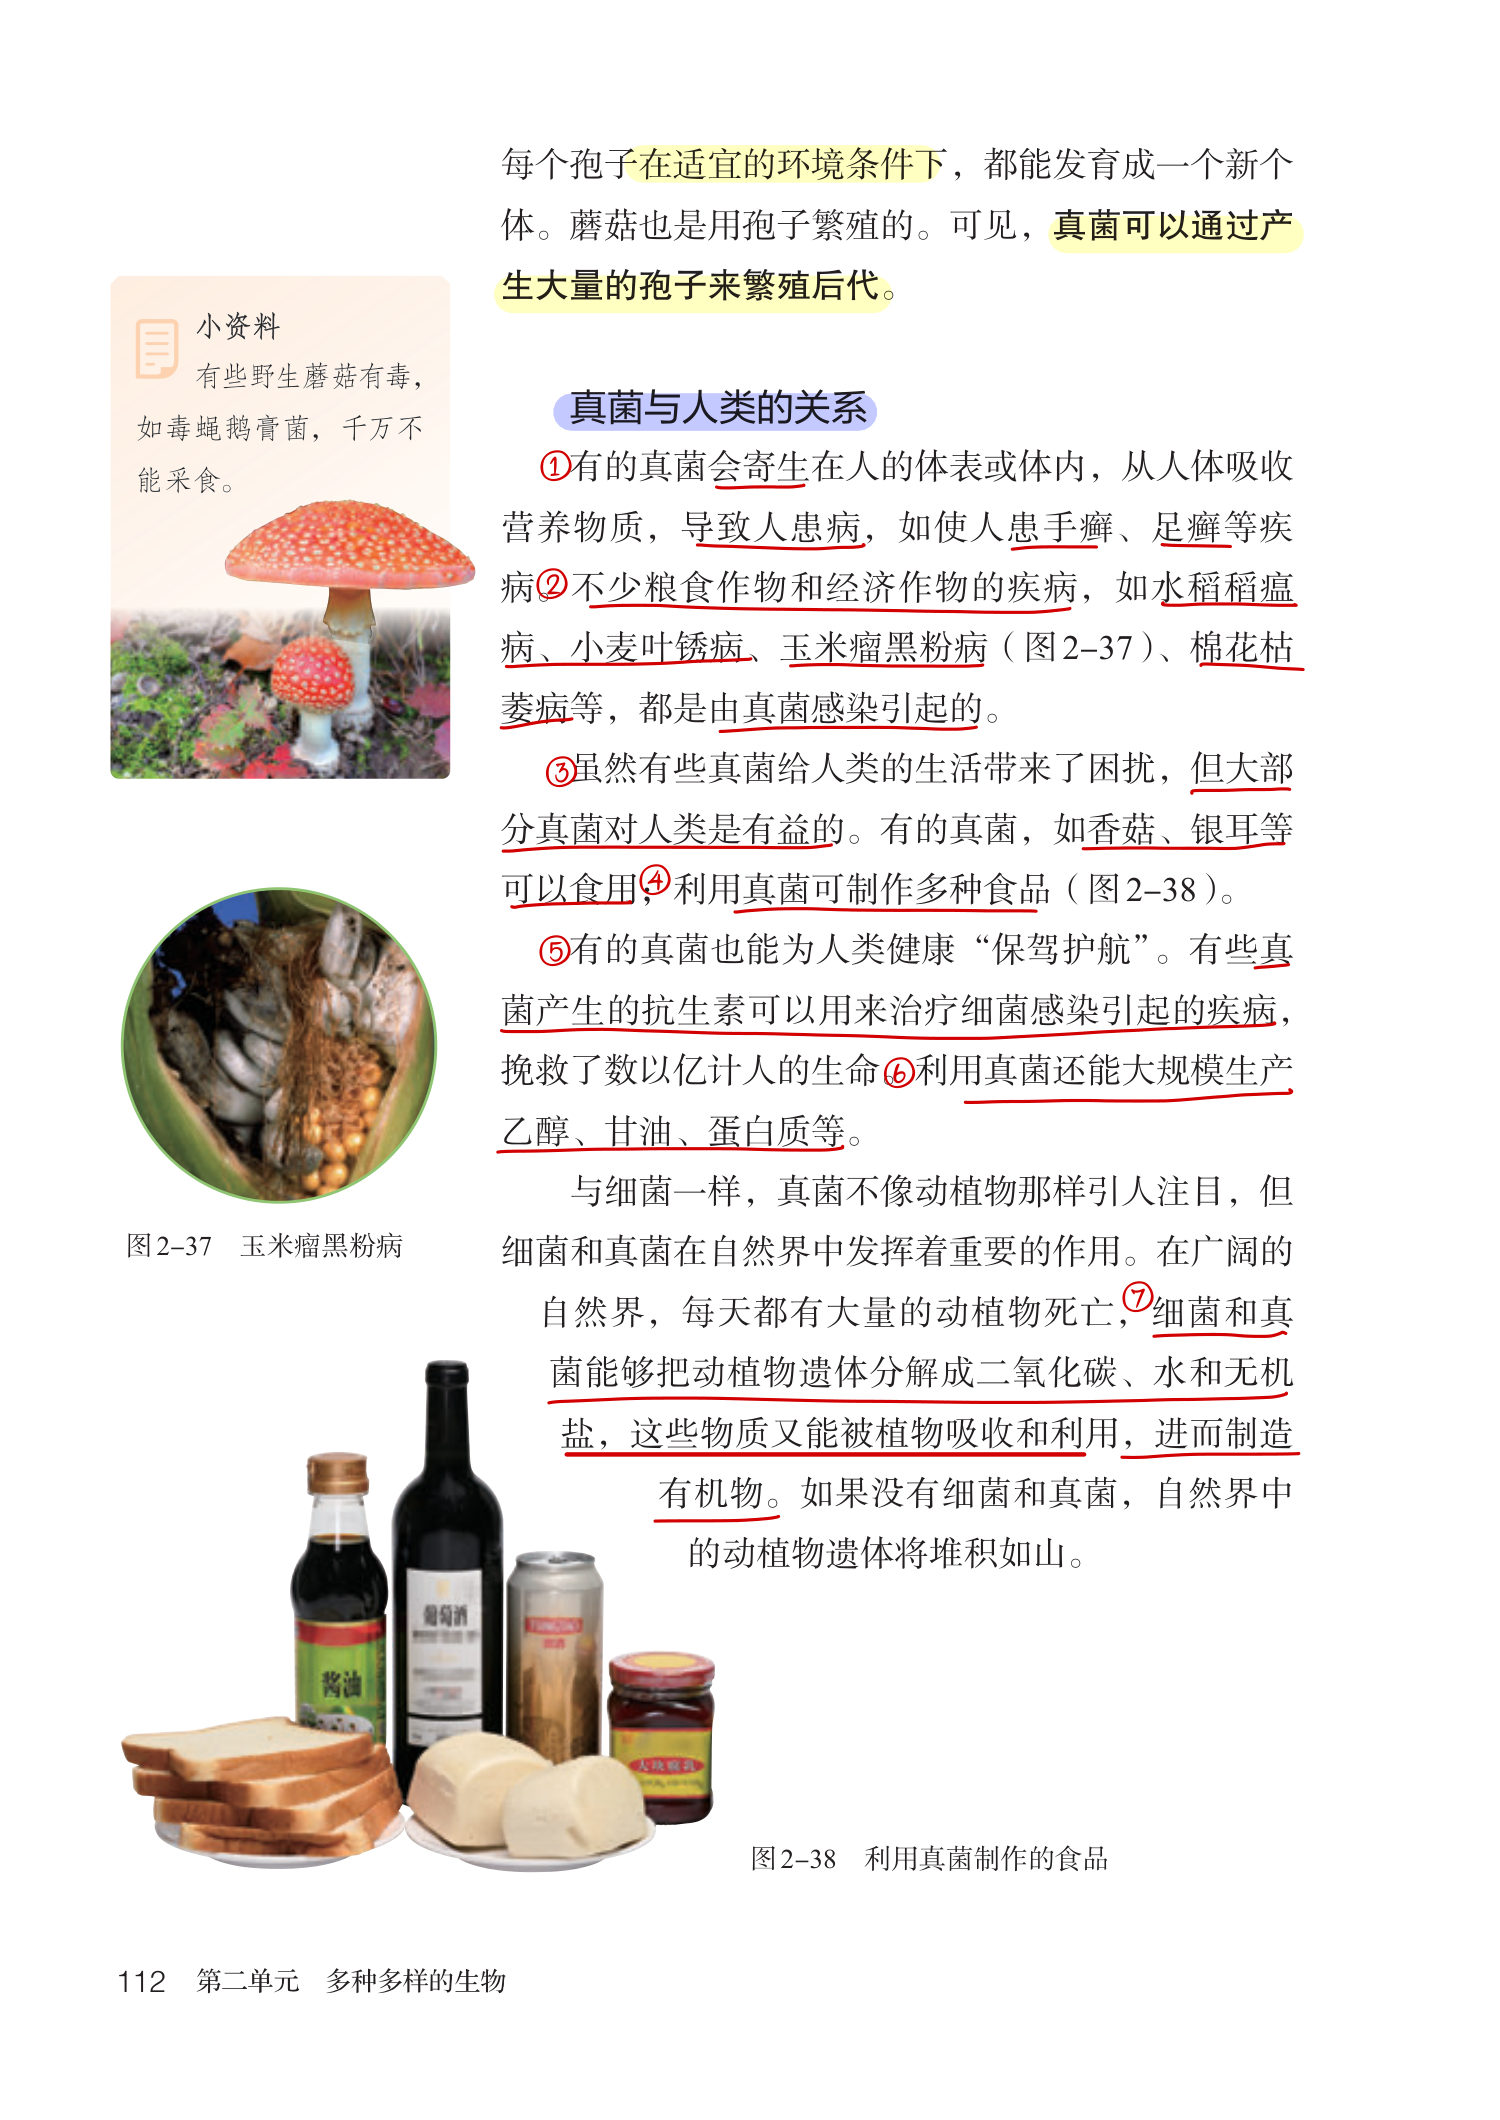 每个孢子在适宜的环境条件下，都能发育成一个新个
体。蘑菇也是用孢子繁殖的。可见，真菌可以通过产
生大量的孢子来繁殖后代。
小资料
有些野生蘑菇有毒，
如毒蝇鹅膏菌，千万不
能采食。
真菌与人类的关系
①有的真菌会寄生在人的体表或体内，从人体吸收
营养物质，导致人患病，如使人患手癣、足癣等疾
病。②不少粮食作物和经济作物的疾病，如水稻稻瘟
病、小麦叶锈病、玉米瘤黑粉病（图2–37）、棉花枯
萎病等，都是由真菌感染引起的。
③虽然有些真菌给人类的生活带来了困扰，但大部
分真菌对人类是有益的。有的真菌，如香菇、银耳等
可以食用；④利用真菌可制作多种食品（图2–38）。
⑤有的真菌也能为人类健康“保驾护航”。有些真
菌产生的抗生素可以用来治疗细菌感染引起的疾病，
挽救了数以亿计人的生命。⑥利用真菌还能大规模生产
乙醇、甘油、蛋白质等。
与细菌一样，真菌不像动植物那样引人注目，但
细菌和真菌在自然界中发挥着重要的作用。在广阔的
自然界，每天都有大量的动植物死亡，⑦细菌和真
菌能够把动植物遗体分解成二氧化碳、水和无机
盐，这些物质又能被植物吸收和利用，进而制造
有机物。如果没有细菌和真菌，自然界中
的动植物遗体将堆积如山。
图2–37 玉米瘤黑粉病
葡萄酒
酱油
图2–38 利用真菌制作的食品
112 第二单元 多种多样的生物